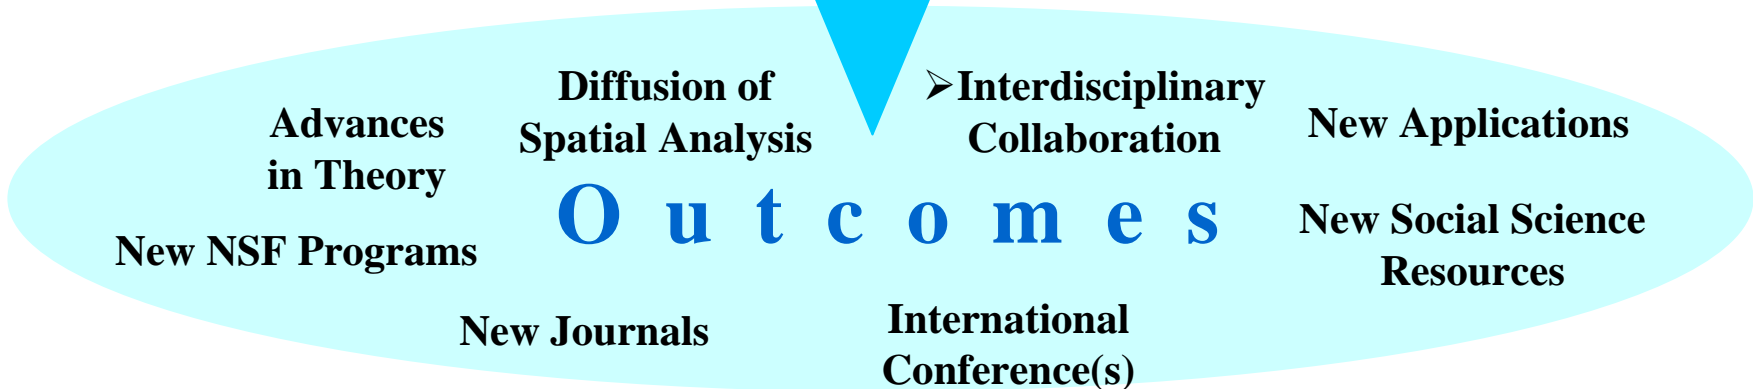 Diffusion of
Spatial Analysis
➢Interdisciplinary
Collaboration
Advances
in Theory
New Applications
Outcomes
New NSF Programs
New Social Science
Resources
New Journals
International
Conference(s)